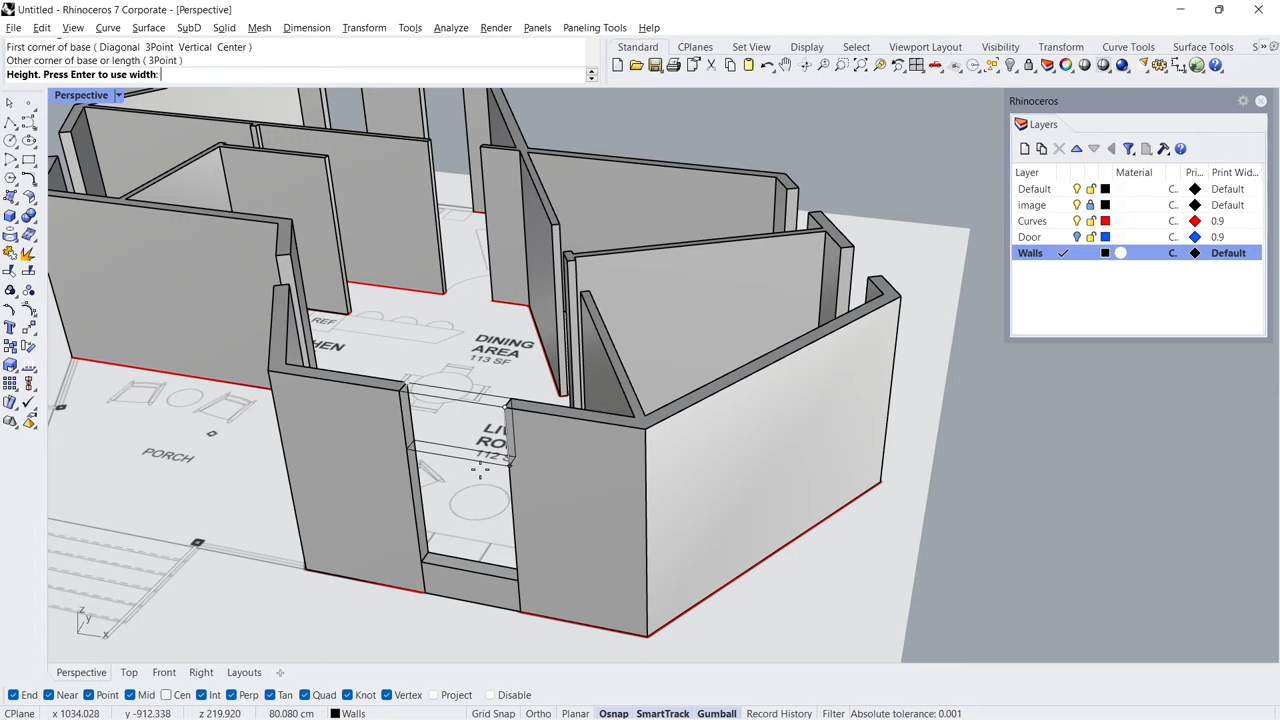 Untitled - Rhinoceros 7 Corporate - [Perspective]
File Edit View Curve Surface SubD Solid Mesh Dimension Transform Tools Analyze Render Panels Paneling Tools Help
First corner of base ( Diagonal 3Point Vertical Center )
Other corner of base or length ( 3Point )
Height. Press Enter to use width:
Standard CPlanes Set View Display Select Viewport Layout Visibility Transform Curve Tools Surface Tools S »
Perspective
Rhinoceros
Layers
Layer Material Pri... Print Wid...
Default C.. Default
image C.. Default
Curves C.. 0.9
Door C.. 0.9
Walls C. Default
REF
DINING
AREA
113 SF
PORCH
z
y
x
Perspective Top Front Right Layouts
End Near Point Mid Cen Int Perp Tan Quad Knot Vertex Project Disable
CPlane x 1034.028 y -912.338 z 219.920 80.080 cm Walls Grid Snap Ortho Planar Osnap SmartTrack Gumball Record History Filter Absolute tolerance: 0.001